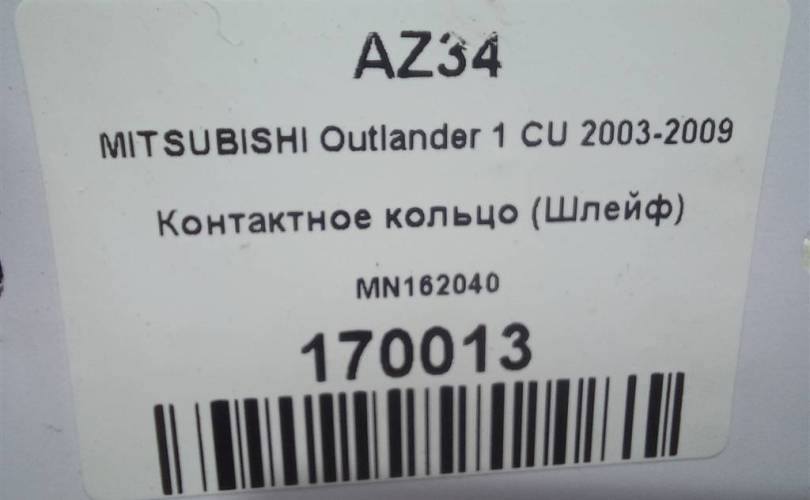 AZ34
MITSUBISHI Outlander 1 CU 2003-2009
Контактное кольцо (Шлейф)
MN162040
170013